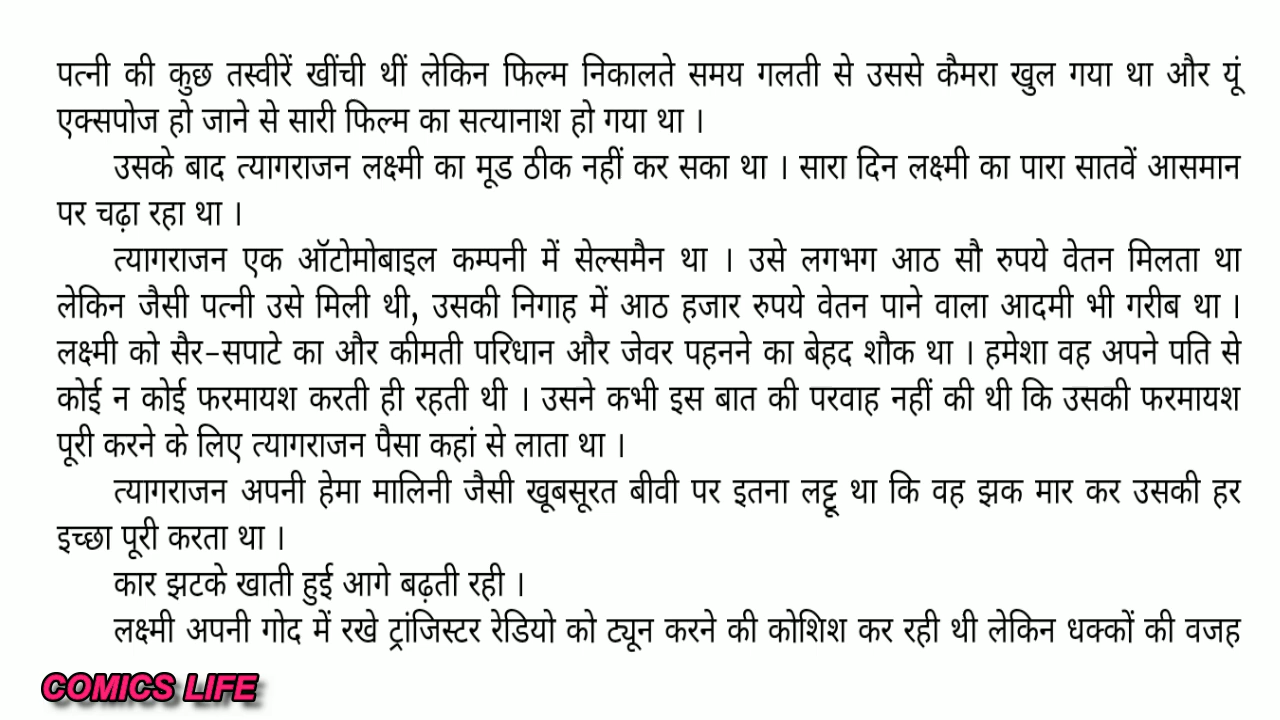 पत्नी की कुछ तस्वीरें खींची थीं लेकिन फिल्म निकालते समय गलती से उससे कैमरा खुल गया था और यूं
एक्सपोज हो जाने से सारी फिल्म का सत्यानाश हो गया था ।
उसके बाद त्यागराजन लक्ष्मी का मूड ठीक नहीं कर सका था । सारा दिन लक्ष्मी का पारा सातवें आसमान
पर चढ़ा रहा था ।
त्यागराजन एक ऑटोमोबाइल कम्पनी में सेल्समैन था । उसे लगभग आठ सौ रुपये वेतन मिलता था
लेकिन जैसी पत्नी उसे मिली थी, उसकी निगाह में आठ हजार रुपये वेतन पाने वाला आदमी भी गरीब था ।
लक्ष्मी को सैर-सपाटे का और कीमती परिधान और जेवर पहनने का बेहद शौक था । हमेशा वह अपने पति से
कोई न कोई फरमायश करती ही रहती थी । उसने कभी इस बात की परवाह नहीं की थी कि उसकी फरमायश
पूरी करने के लिए त्यागराजन पैसा कहां से लाता था ।
त्यागराजन अपनी हेमा मालिनी जैसी खूबसूरत बीवी पर इतना लट्टू था कि वह झक मार कर उसकी हर
इच्छा पूरी करता था ।
कार झटके खाती हुई आगे बढ़ती रही ।
लक्ष्मी अपनी गोद में रखे ट्रांजिस्टर रेडियो को ट्यून करने की कोशिश कर रही थी लेकिन धक्कों की वजह
COMICS LIFE